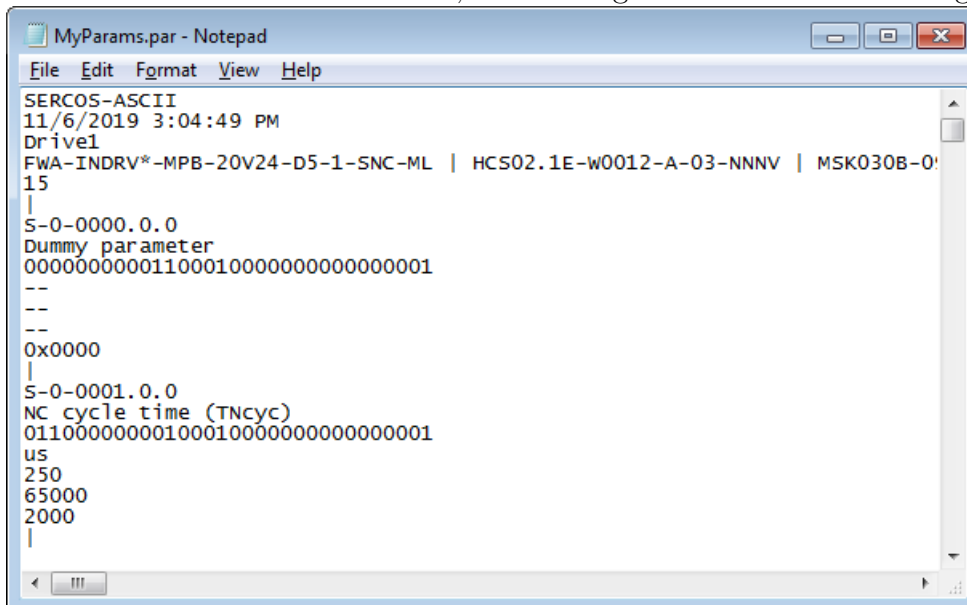 MyParams.par - Notepad
File Edit Format View Help
SERCOS-ASCII
11/6/2019 3:04:49 PM
Drive1
FWA-INDRV*-MPB-20V24-D5-1-SNC-ML | HCS02.1E-W0012-A-03-NNNV | MSK030B-0
15
|
S-0-0000.0.0
Dummy parameter
00000000001100010000000000000001
--
--
--
0x0000
|
S-0-0001.0.0
NC cycle time (TNcyc)
01100000000100010000000000000001
us
250
65000
2000
|